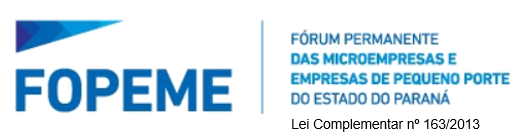 FOPEME
FÓRUM PERMANENTE
DAS MICROEMPRESAS E
EMPRESAS DE PEQUENO PORTE
DO ESTADO DO PARANÁ
Lei Complementar nº 163/2013